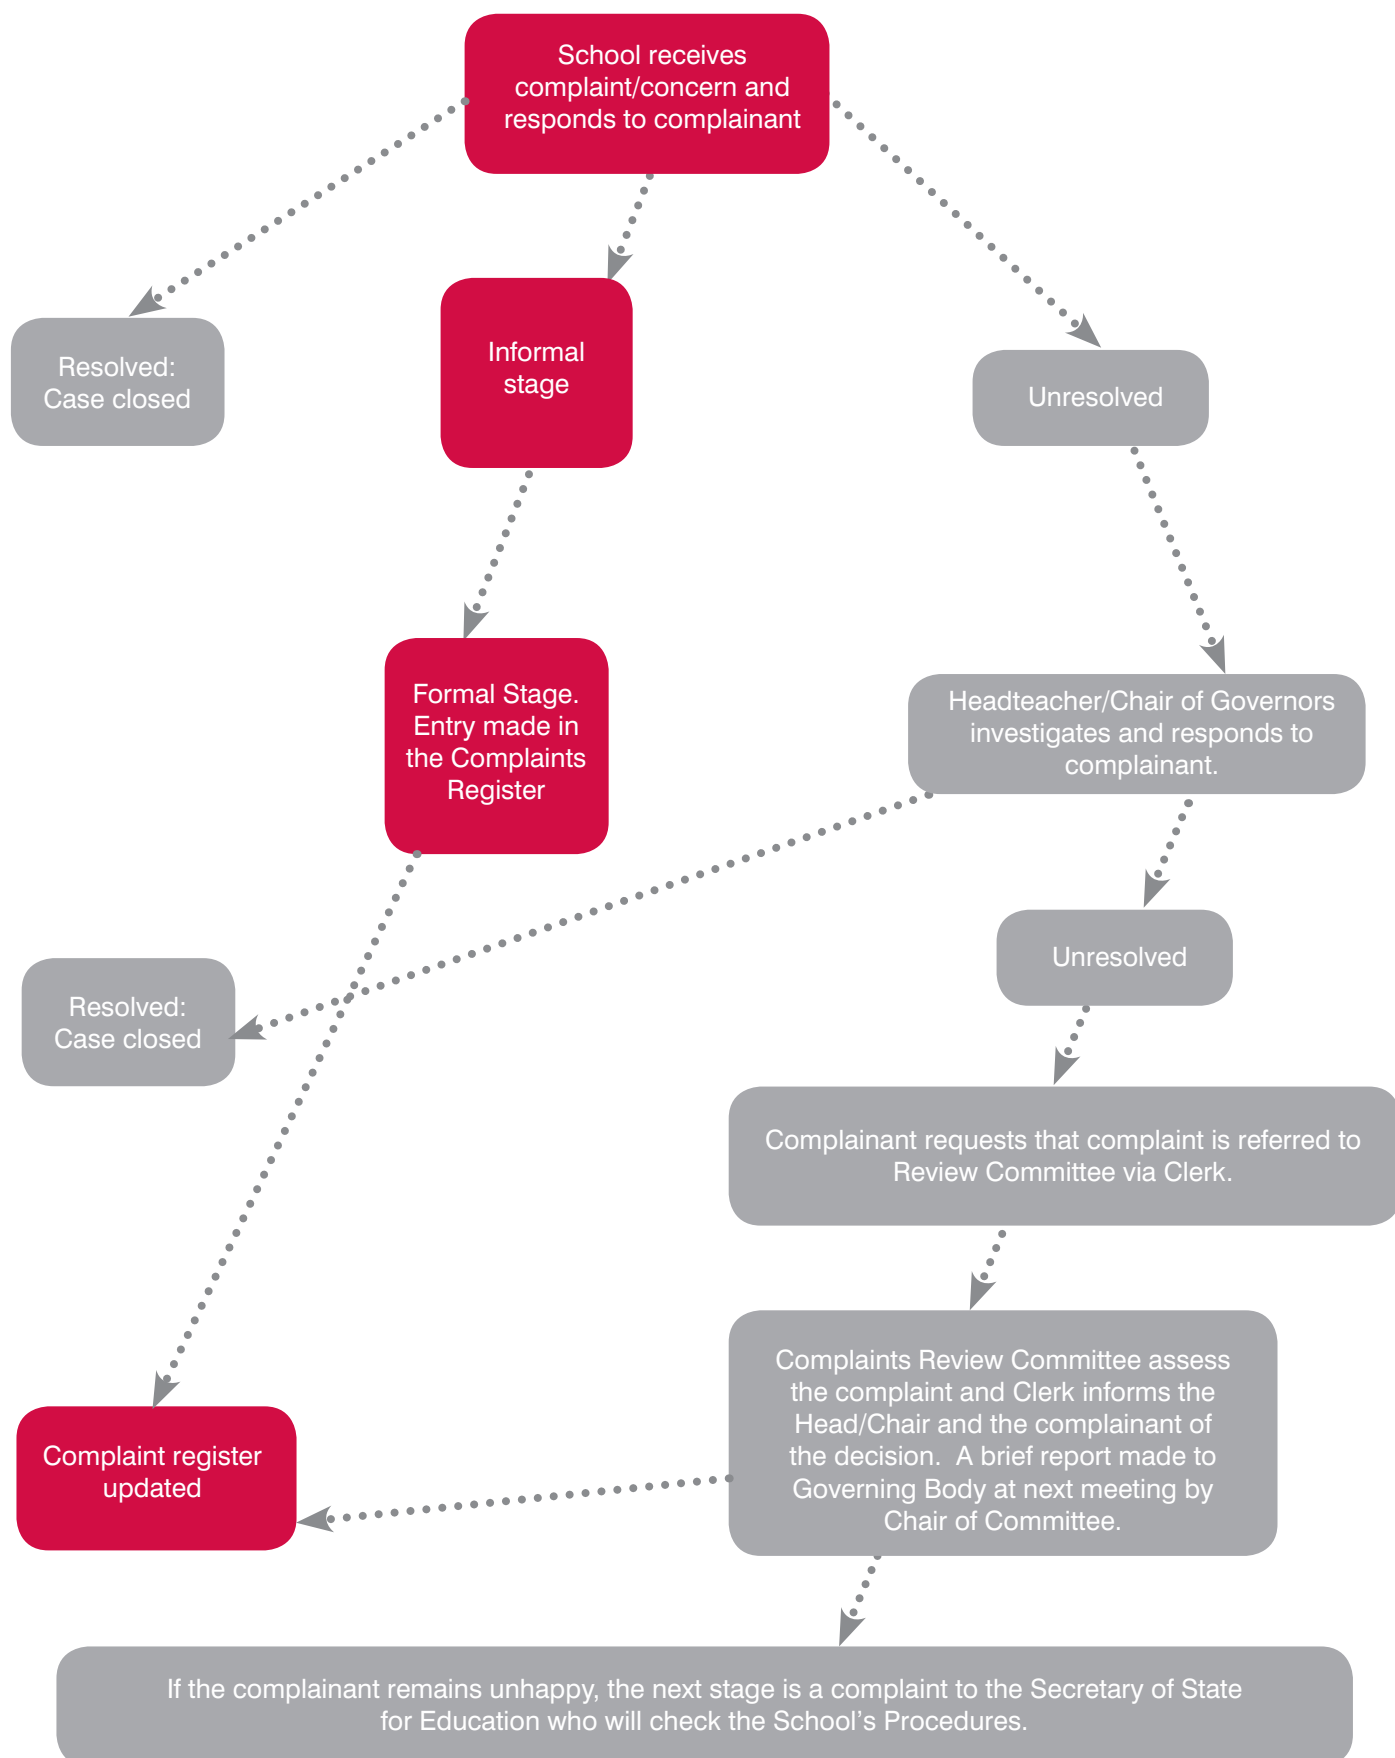 School receives
complaint/concern and
responds to complainant
Resolved:
Case closed
Informal
stage
Unresolved
Formal Stage.
Entry made in
the Complaints
Register
Headteacher/Chair of Governors
investigates and responds to
complainant.
Unresolved
Resolved:
Case closed
Complainant requests that complaint is referred to
Review Committee via Clerk.
Complaints Review Committee assess
the complaint and Clerk informs the
Head/Chair and the complainant of
the decision.  A brief report made to
Governing Body at next meeting by
Chair of Committee.
Complaint register
updated
If the complainant remains unhappy, the next stage is a complaint to the Secretary of State
for Education who will check the School’s Procedures.